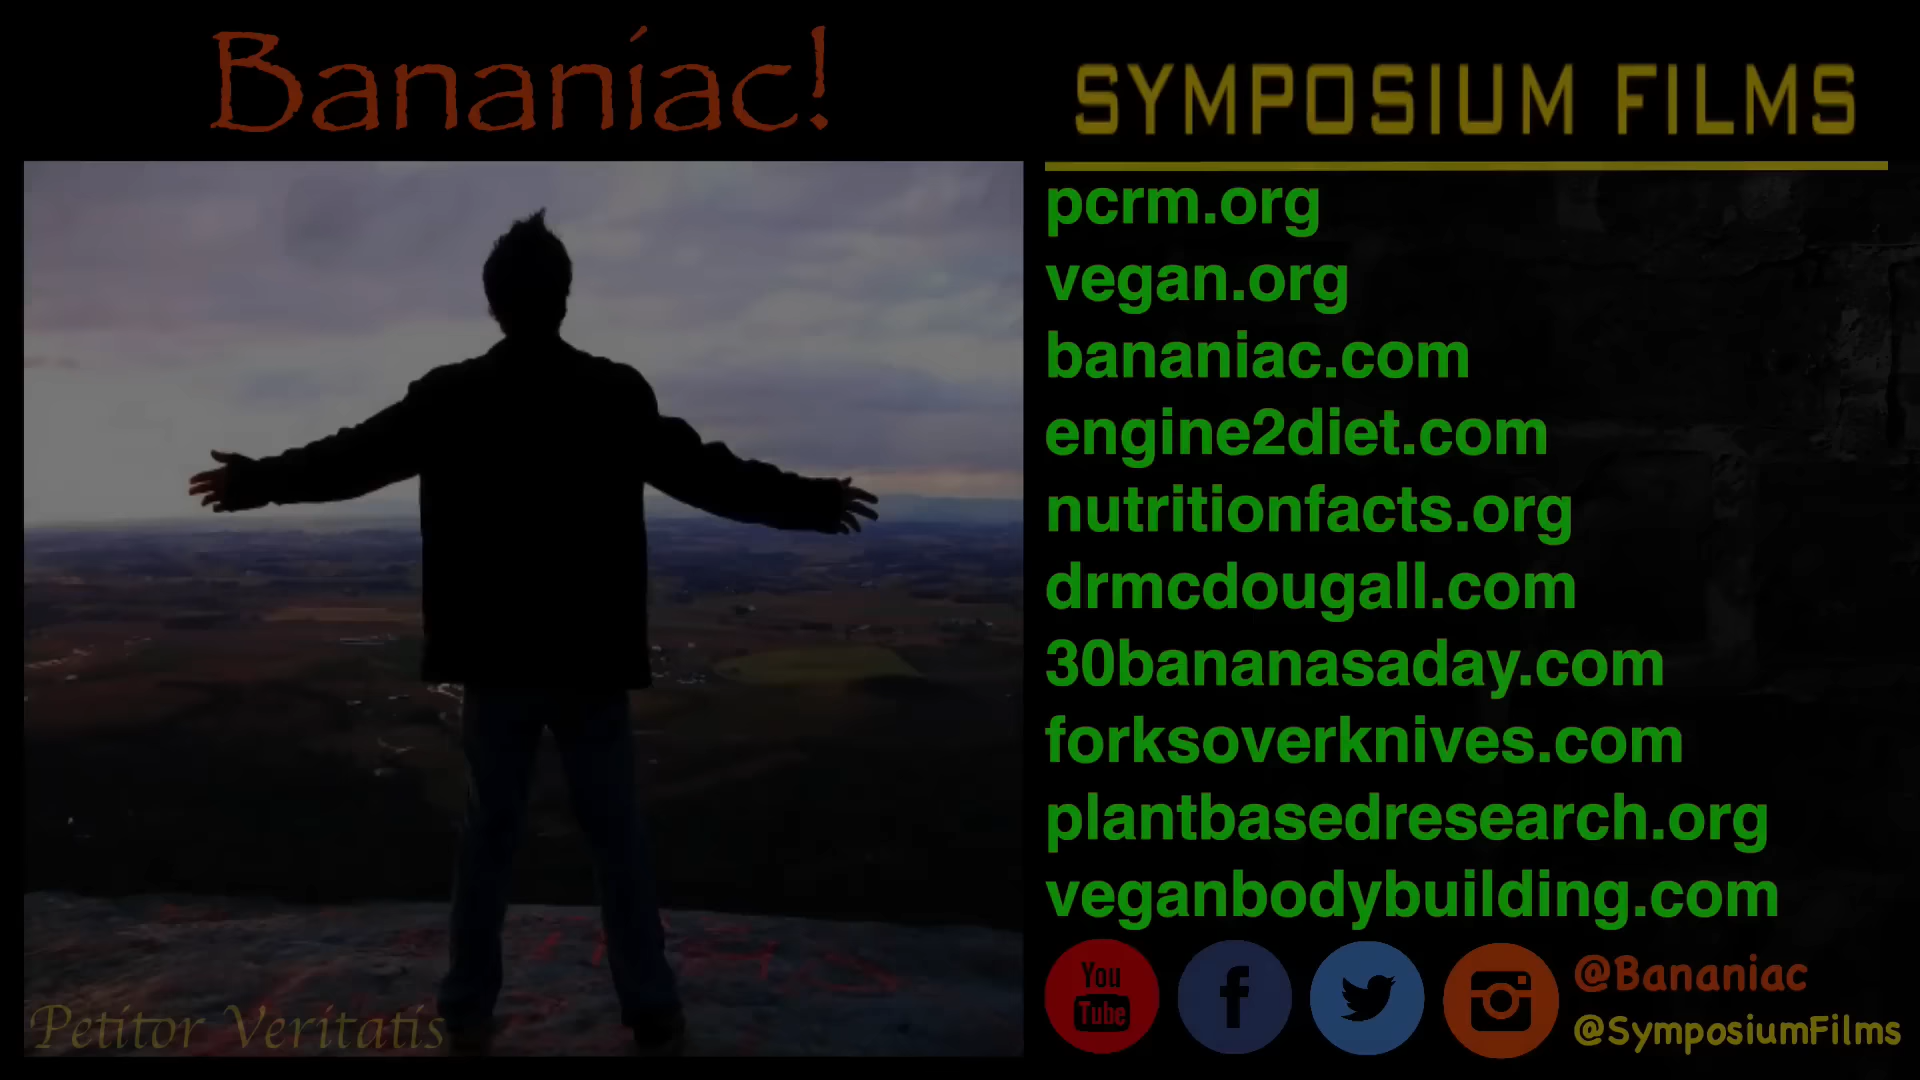 Bananiac!
SYMPOSIUM FILMS
pcrm.org
vegan.org
bananiac.com
engine2diet.com
nutritionfacts.org
drmcdougall.com
30bananasaday.com
forksoverknives.com
plantbasedresearch.org
veganbodybuilding.com
You
Tube
f
@Bananiac
@SymposiumFilms
Petitor Veritatis